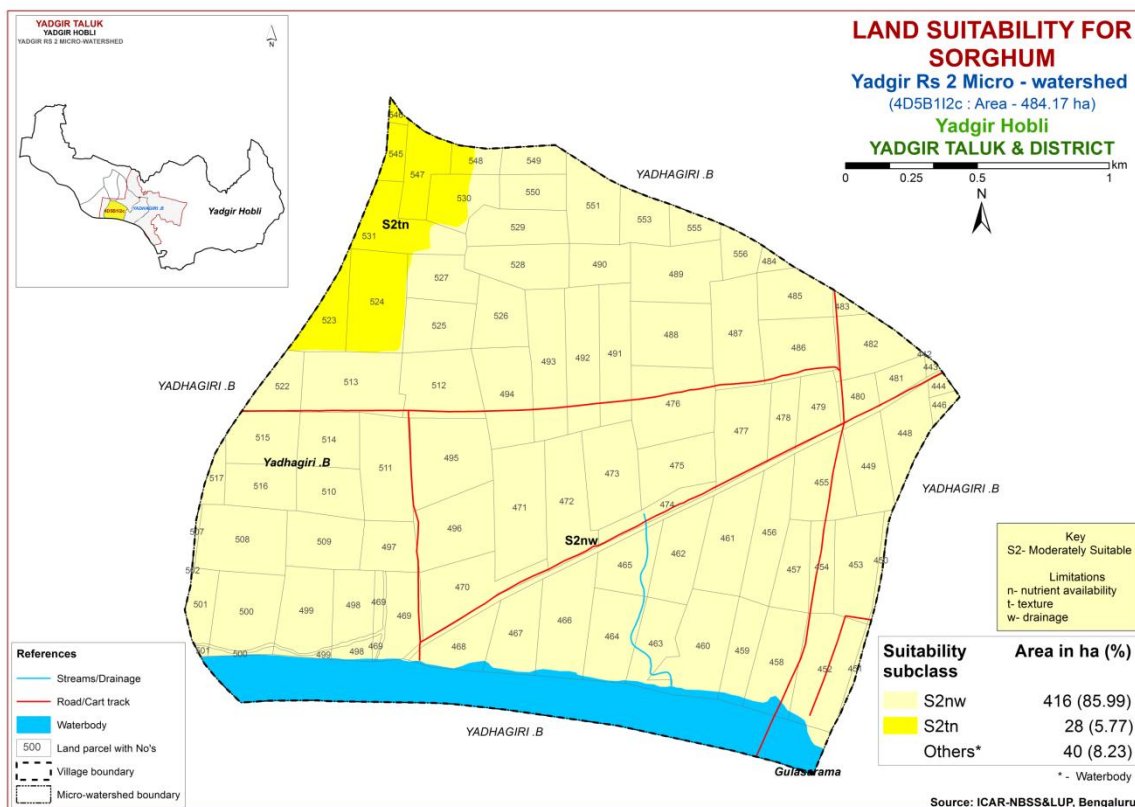 YADGIR TALUK
YADGIR HOBLI
YADGIR RS 2 MICRO-WATERSHED
N
4D5B1I2c
YADHAGIRI .B
Yadgir Hobli
LAND SUITABILITY FOR
SORGHUM
Yadgir Rs 2 Micro - watershed
(4D5B1I2c : Area - 484.17 ha)
Yadgir Hobli
YADGIR TALUK & DISTRICT
km
0 0.25 0.5 1
N
YADHAGIRI .B
546
545 548 549
547
530 550
551 553 555
S2tn
529
531
556 484
528 490 489
527
524
485 483
523 525 526
488 487
486 482
493 492 491
442
443
YADHAGIRI .B
522 513 512
494
481
444
480
476
479
446
478
477
448
515 514
Yadhagiri .B
511 495
475
449
473
455
517
516 510
472
471
474
YADHAGIRI .B
507
508 509 497
496
S2nw
456
461
462
450
502
465
457 454 453
470
501 500 499 498 469 469
466
467
464 463
460
459
468
458
452 451
501 500 499 498 469
YADHAGIRI .B
Gulasarama
Key
S2- Moderately Suitable
Limitations
n- nutrient availability
t- texture
w- drainage
Suitability Area in ha (%)
subclass
S2nw 416 (85.99)
S2tn 28 (5.77)
Others* 40 (8.23)
* - Waterbody
Source: ICAR-NBSS&LUP, Bengaluru
References
Streams/Drainage
Road/Cart track
Waterbody
500 Land parcel with No's
Village boundary
Micro-watershed boundary